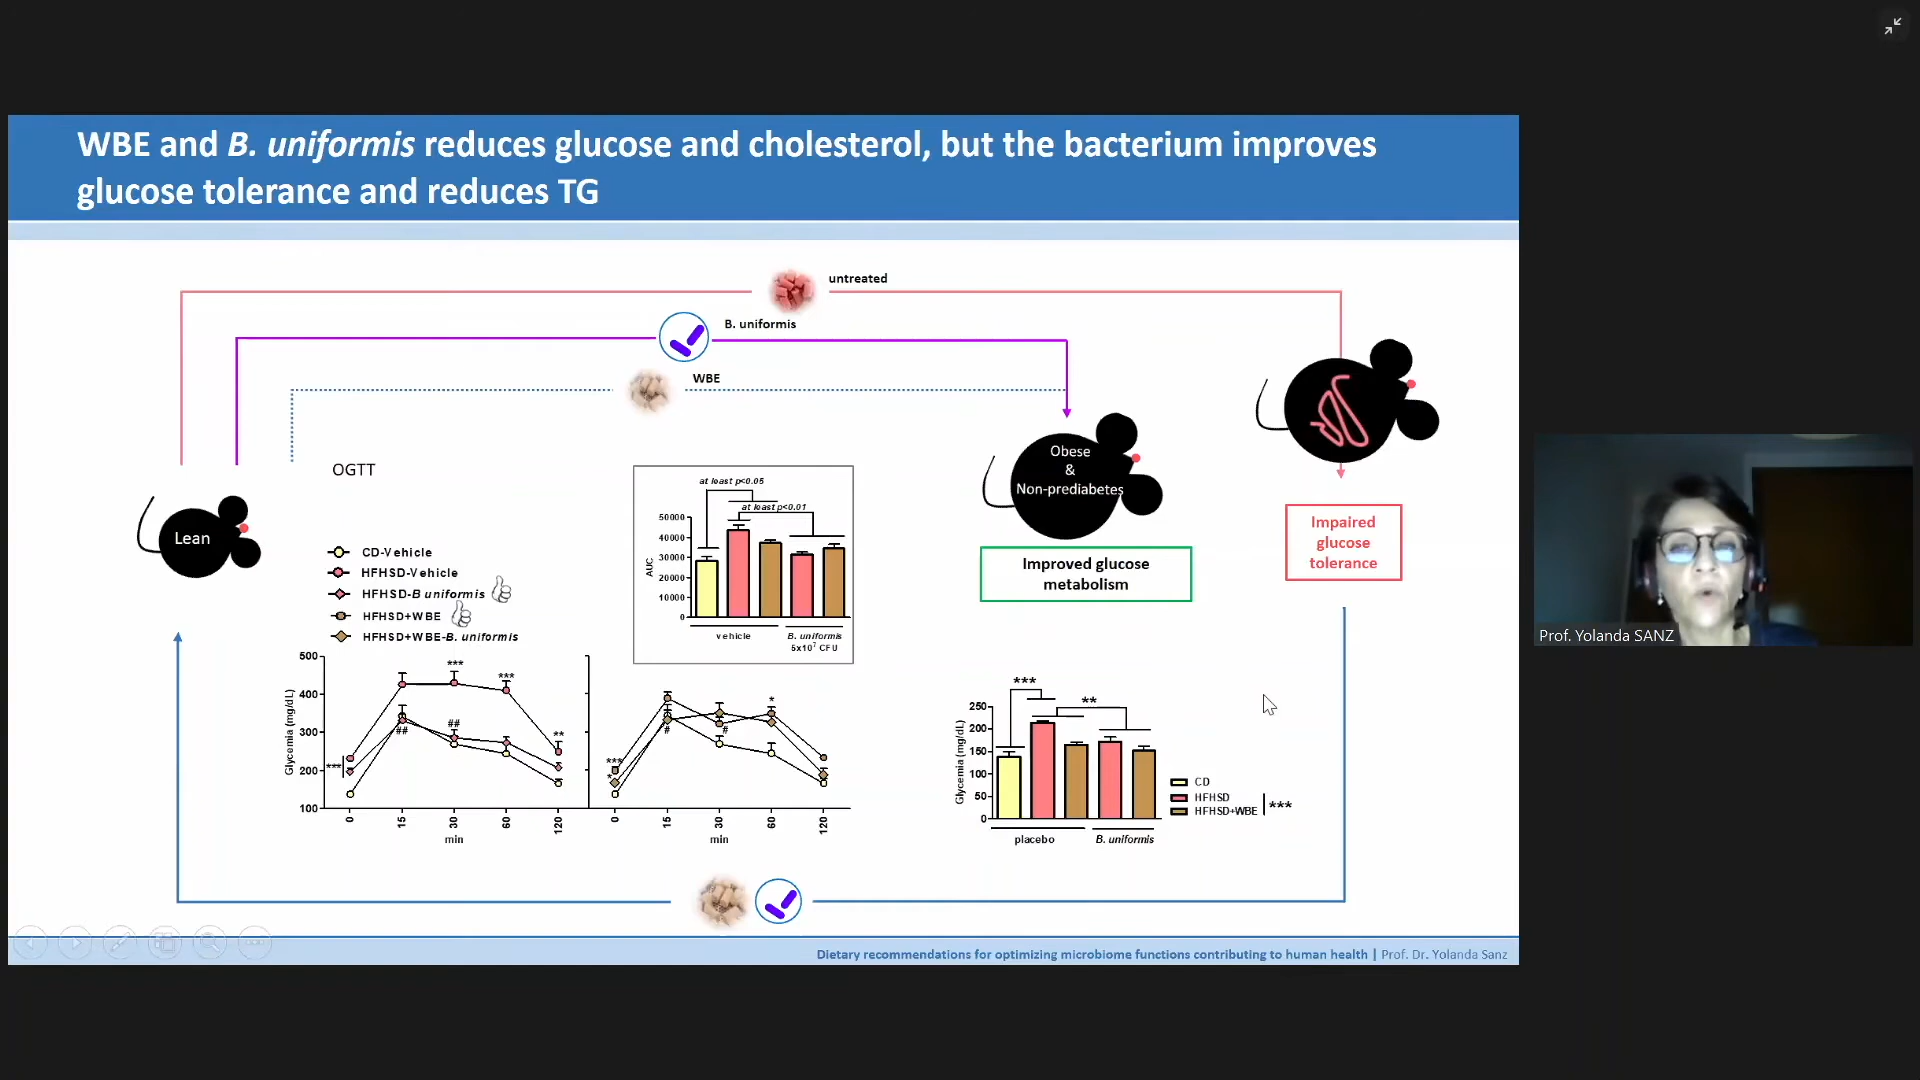 WBE and B. uniformis reduces glucose and cholesterol, but the bacterium improves
glucose tolerance and reduces TG
untreated
B. uniformis
WBE
OGTT
Lean
CD-Vehicle
HFHSD-Vehicle
HFHSD-B uniformis
HFHSD+WBE
HFHSD+WBE-B. uniformis
at least p<0.05
at least p<0.01
50000
40000
30000
20000
10000
0
AUC
vehicle
B. uniformis
5x10⁷ CFU
Obese
&
Non-prediabetes
Improved glucose
metabolism
Impaired
glucose
tolerance
500
400
300
200
100
Glycemia (mg/dL)
***
***
##
##
**
***
0 15 30 60 120
min
***
*
#
#
*
0 15 30 60 120
min
***
**
250
200
150
100
50
0
Glycemia (mg/dL)
placebo
B. uniformis
CD
HFHSD
HFHSD+WBE
***
Dietary recommendations for optimizing microbiome functions contributing to human health | Prof. Dr. Yolanda Sanz
Prof. Yolanda SANZ